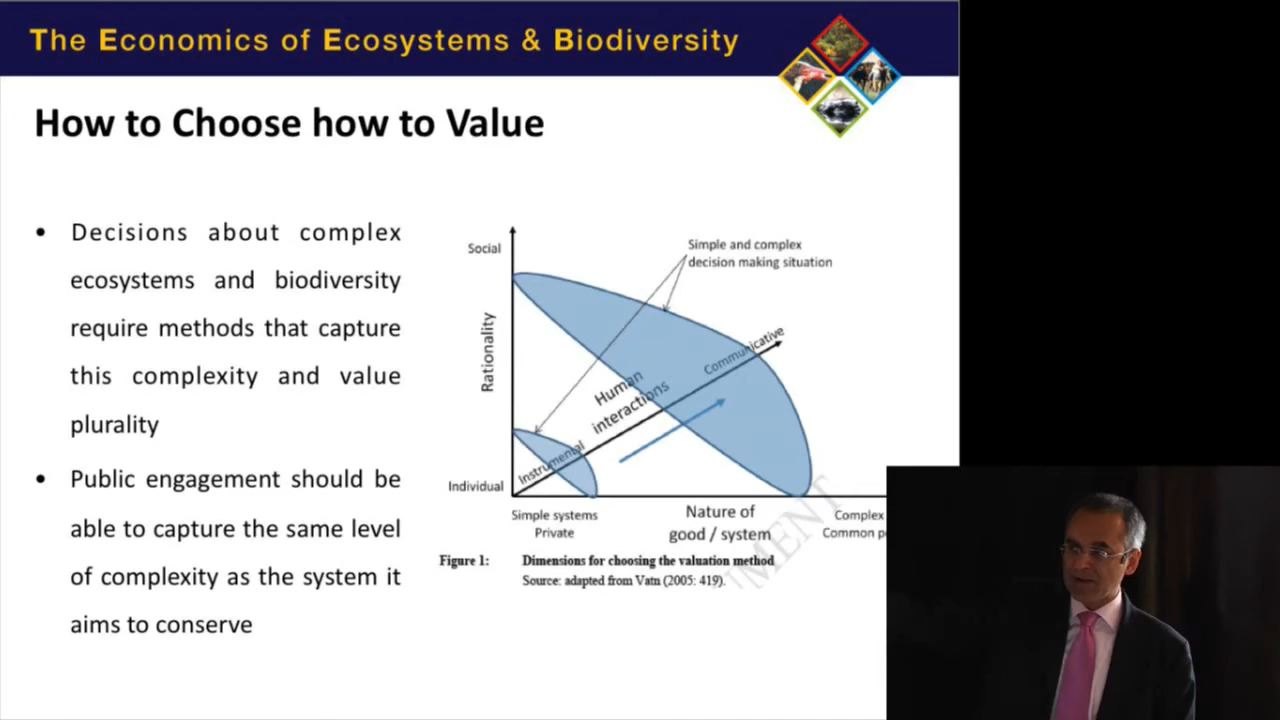 The Economics of Ecosystems & Biodiversity
How to Choose how to Value
• Decisions about complex
ecosystems and biodiversity
require methods that capture
this complexity and value
plurality
• Public engagement should be
able to capture the same level
of complexity as the system it
aims to conserve
Simple and complex
decision making situation
Social
Rationality
Individual
Communicative
Human
interactions
Instrumental
Simple systems
Private
Nature of
good / system
Complex
Common
Figure 1: Dimensions for choosing the valuation method
Source: adapted from Vatn (2005: 419).